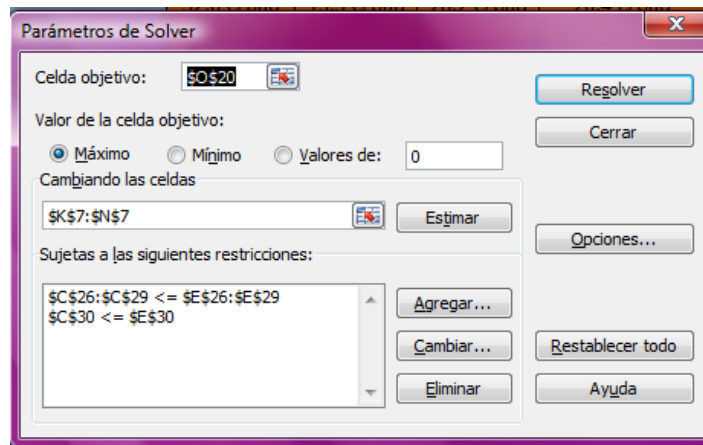 Parámetros de Solver
X
Celda objetivo: $O$20
Resolver
Valor de la celda objetivo:
Cerrar
Máximo Mínimo Valores de: 0
Cambiando las celdas
$K$7:$N$7 Estimar
Opciones...
Sujetas a las siguientes restricciones:
$C$26:$C$29 <= $E$26:$E$29
$C$30 <= $E$30
Agregar...
Cambiar... Restablecer todo
Eliminar Ayuda